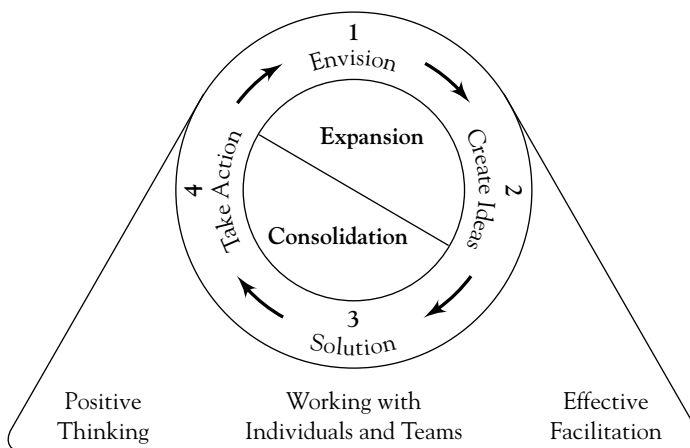 1
Envision
Expansion
Create Ideas
2
4
Take Action
Consolidation
3
Solution
Positive
Thinking
Working with
Individuals and Teams
Effective
Facilitation